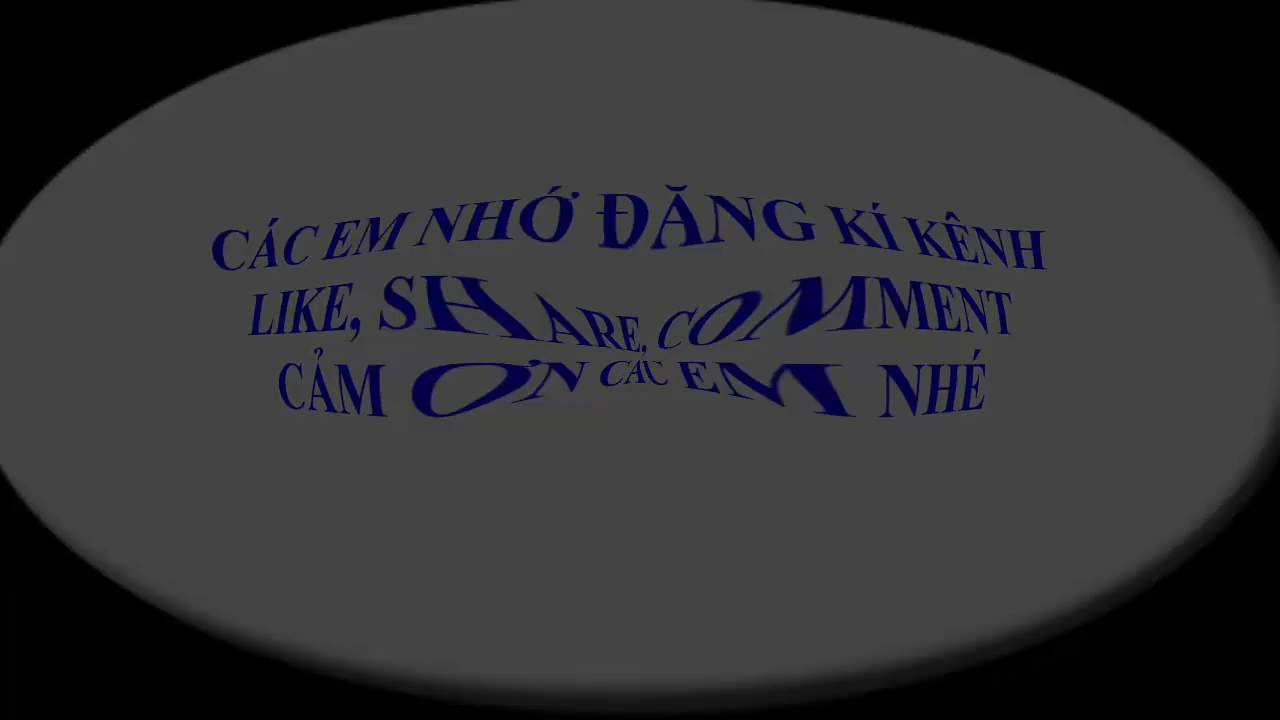 CÁC EM NHỚ ĐĂNG KÍ KÊNH
LIKE, SHARE, COMMENT
CẢM ƠN CÁC EM NHÉ